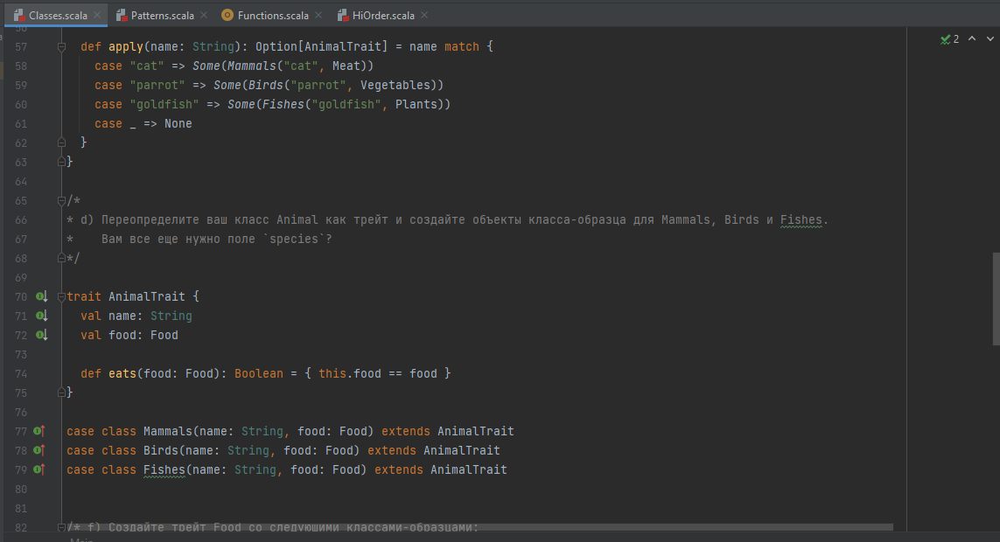 Classes.scala Patterns.scala Functions.scala HiOrder.scala
56
57 def apply(name: String): Option[AnimalTrait] = name match { 2
58 case "cat" => Some(Mammals("cat", Meat))
59 case "parrot" => Some(Birds("parrot", Vegetables))
60 case "goldfish" => Some(Fishes("goldfish", Plants))
61 case _ => None
62 }
63 }
64
65 /*
66 * d) Переопределите ваш класс Animal как трейт и создайте объекты класса-образца для Mammals, Birds и Fishes.
67 * Вам все еще нужно поле `species`?
68 */
69
70 trait AnimalTrait {
71 val name: String
72 val food: Food
73
74 def eats(food: Food): Boolean = { this.food == food }
75 }
76
77 case class Mammals(name: String, food: Food) extends AnimalTrait
78 case class Birds(name: String, food: Food) extends AnimalTrait
79 case class Fishes(name: String, food: Food) extends AnimalTrait
80
81
82 /* f) Создайте трейт Food со следующими классами-образцами:
Main